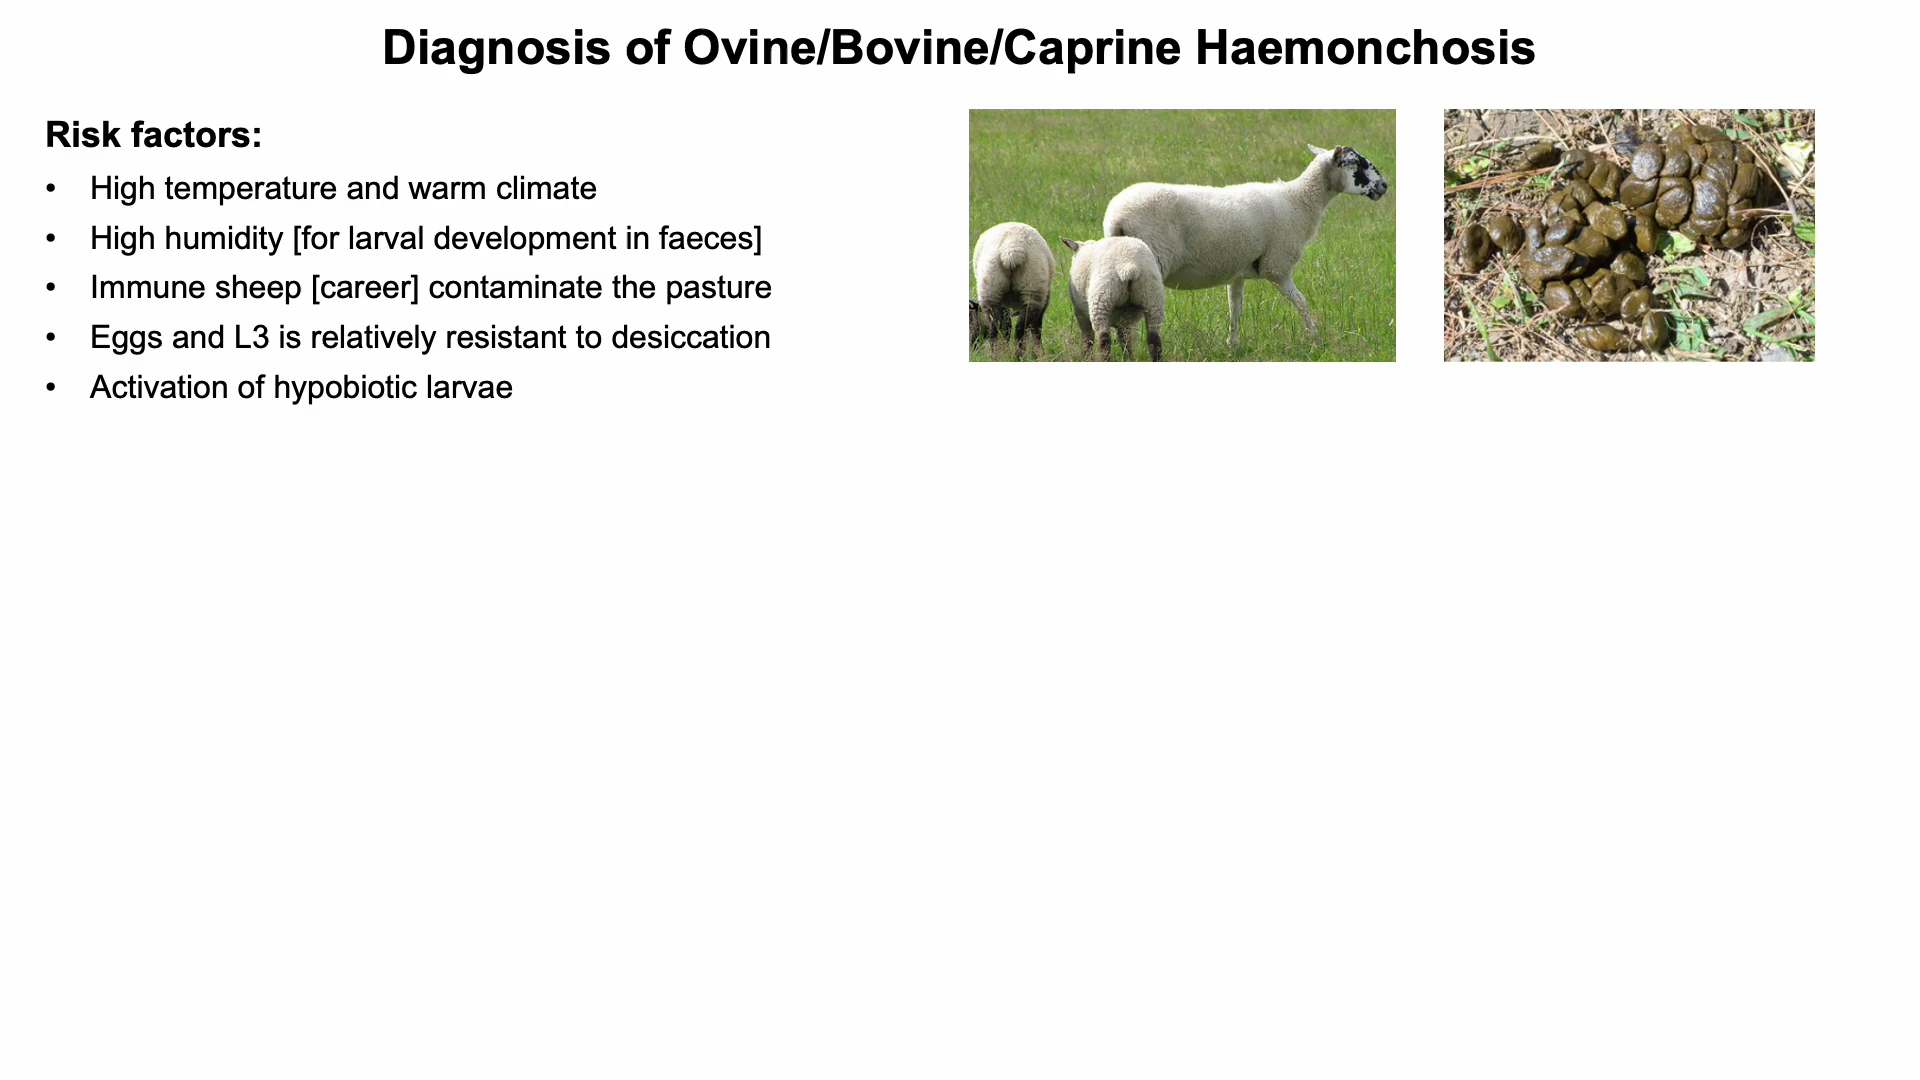 Diagnosis of Ovine/Bovine/Caprine Haemonchosis
Risk factors:
• High temperature and warm climate
• High humidity [for larval development in faeces]
• Immune sheep [career] contaminate the pasture
• Eggs and L3 is relatively resistant to desiccation
• Activation of hypobiotic larvae